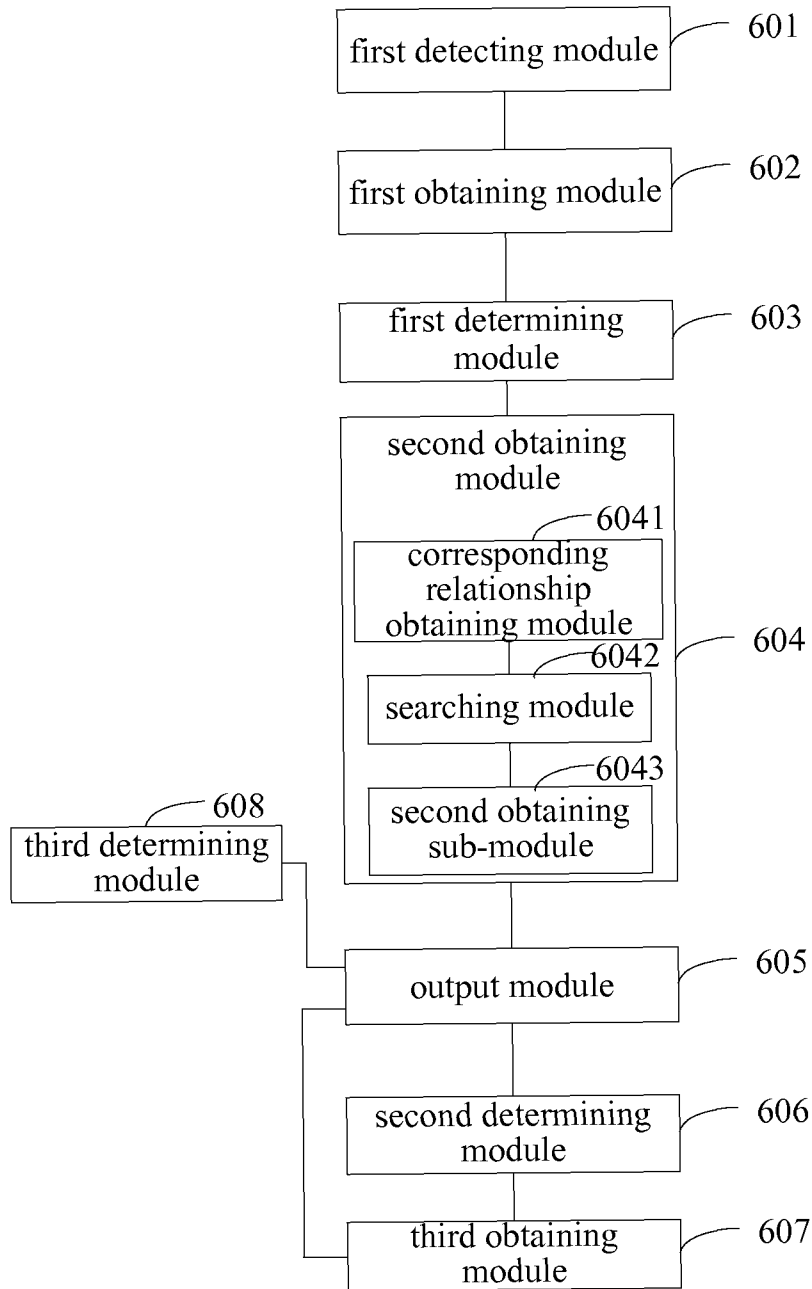 601
first detecting module
602
first obtaining module
603
first determining
module
second obtaining
module
6041
corresponding
relationship
obtaining module
604
6042
searching module
6043
second obtaining
sub-module
608
third determining
module
605
output module
606
second determining
module
607
third obtaining
module